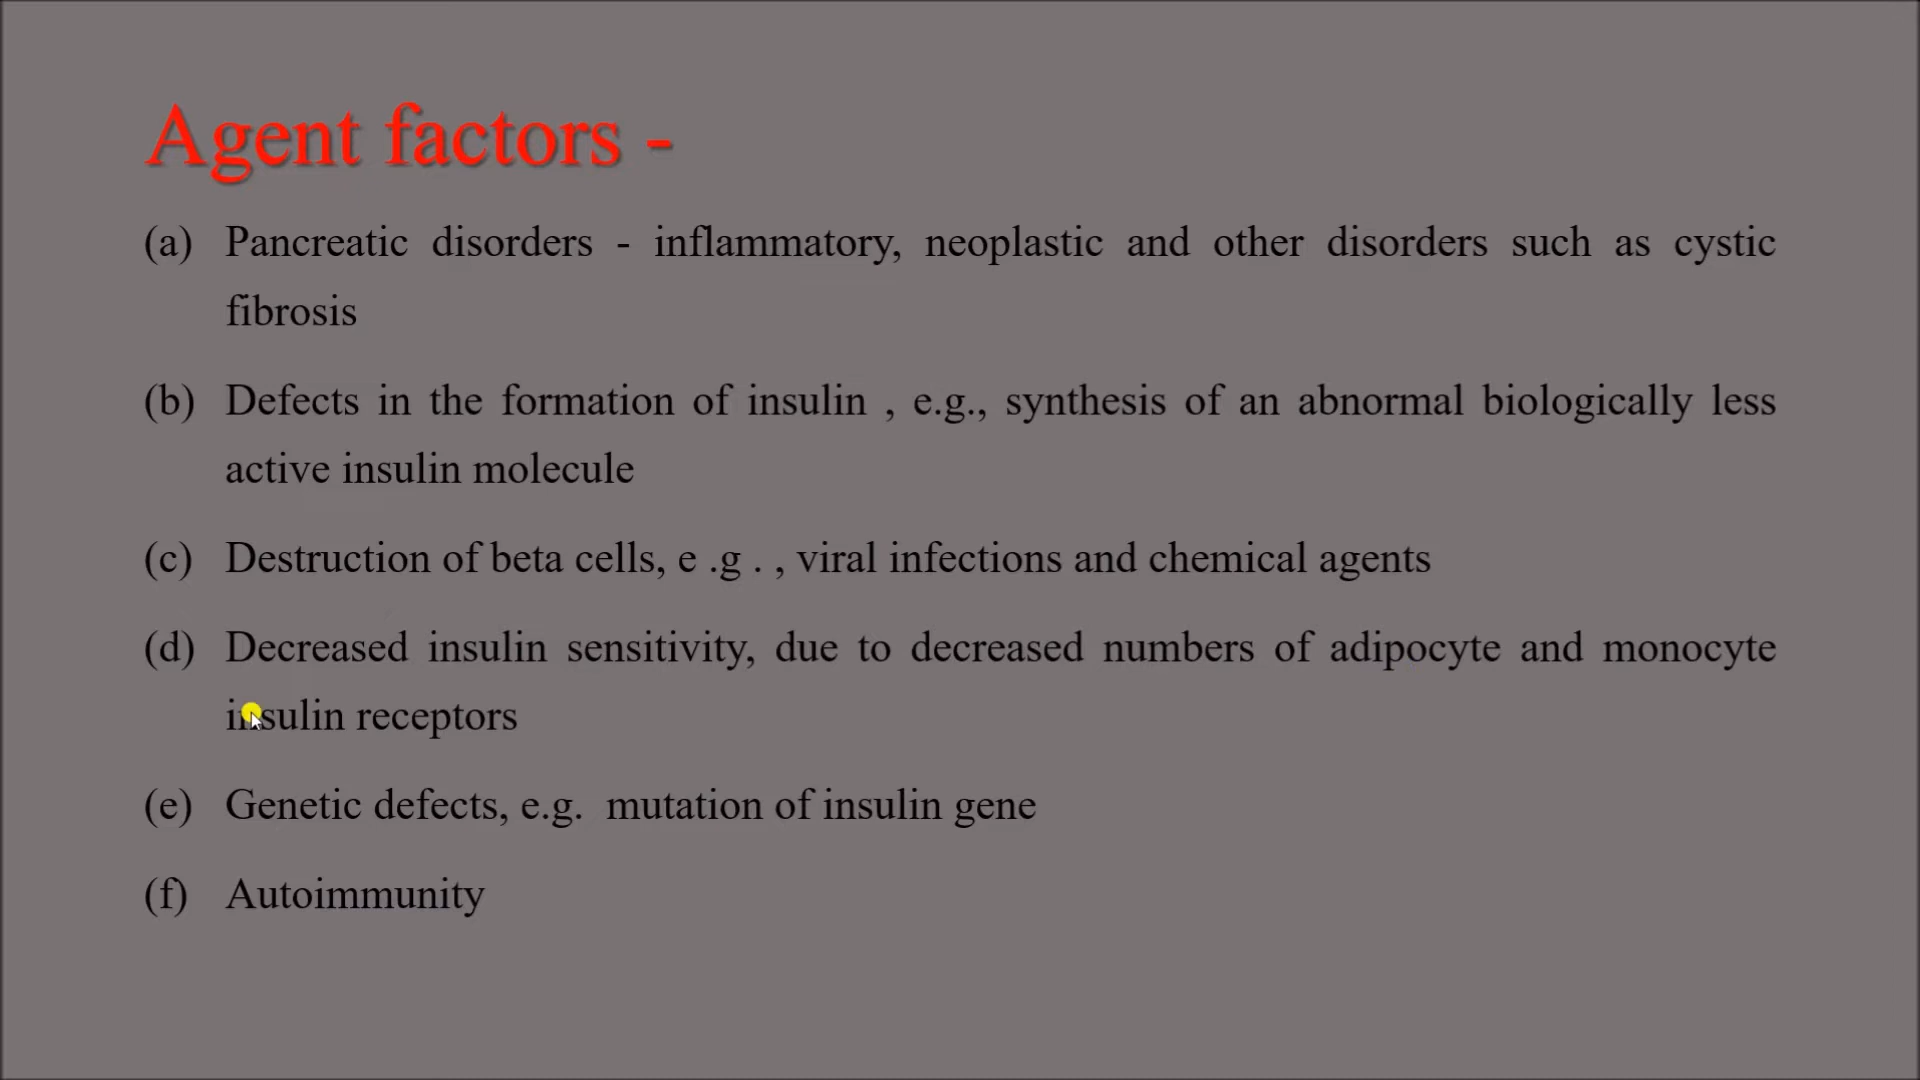 Agent factors -
(a) Pancreatic disorders - inflammatory, neoplastic and other disorders such as cystic
fibrosis
(b) Defects in the formation of insulin , e.g., synthesis of an abnormal biologically less
active insulin molecule
(c) Destruction of beta cells, e .g . , viral infections and chemical agents
(d) Decreased insulin sensitivity, due to decreased numbers of adipocyte and monocyte
insulin receptors
(e) Genetic defects, e.g.  mutation of insulin gene
(f) Autoimmunity